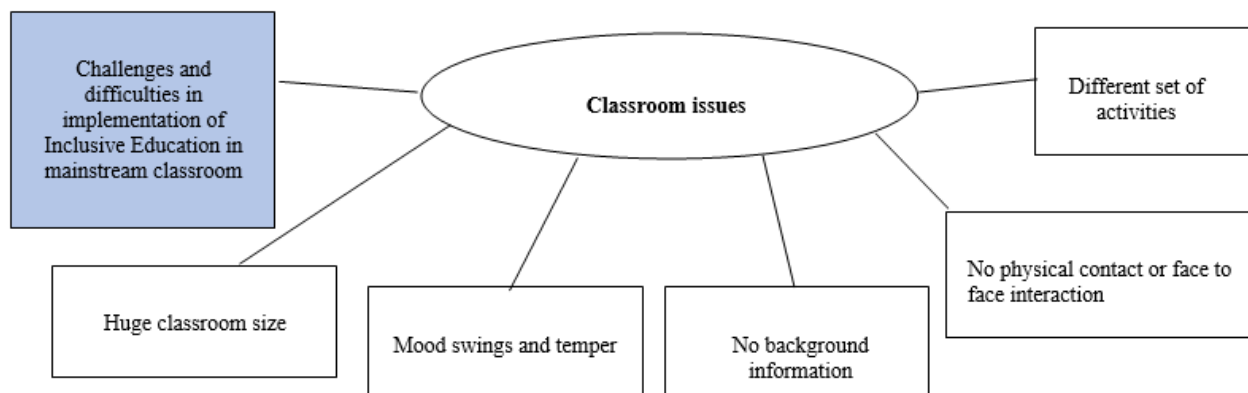 Challenges and
difficulties in
implementation of
Inclusive Education in
mainstream classroom
Classroom issues
Different set of
activities
Huge classroom size
Mood swings and temper
No background
information
No physical contact or face to
face interaction